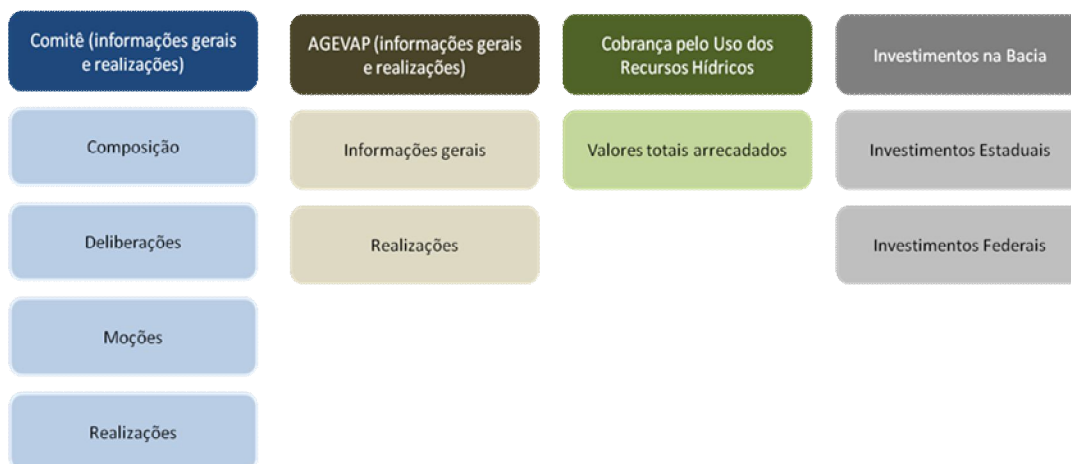 Comitê (informações gerais
e realizações)
Composição
Deliberações
Moções
Realizações
AGEVAP (informações gerais
e realizações)
Informações gerais
Realizações
Cobrança pelo Uso dos
Recursos Hídricos
Valores totais arrecadados
Investimentos na Bacia
Investimentos Estaduais
Investimentos Federais